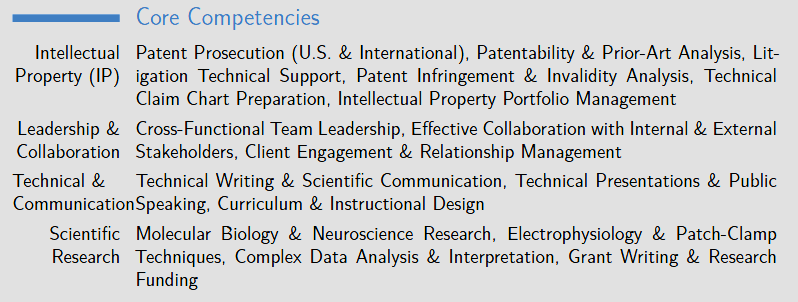 Core Competencies
Intellectual Property (IP)
Patent Prosecution (U.S. & International), Patentability & Prior-Art Analysis, Lit-
igation Technical Support, Patent Infringement & Invalidity Analysis, Technical
Claim Chart Preparation, Intellectual Property Portfolio Management
Leadership & Collaboration
Cross-Functional Team Leadership, Effective Collaboration with Internal & External
Stakeholders, Client Engagement & Relationship Management
Technical & Communication
Technical Writing & Scientific Communication, Technical Presentations & Public
Speaking, Curriculum & Instructional Design
Scientific Research
Molecular Biology & Neuroscience Research, Electrophysiology & Patch-Clamp
Techniques, Complex Data Analysis & Interpretation, Grant Writing & Research
Funding